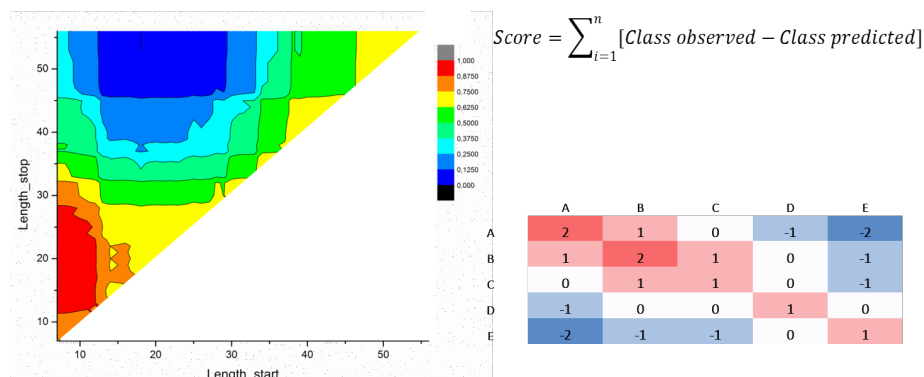 Score = ∑ⁿᵢ₌₁ [Class observed − Class predicted]
50
40
30
20
10
Length_stop
10 20 30 40 50
Length_start
1,000
0,8750
0,7500
0,6250
0,5000
0,3750
0,2500
0,1250
0,000
A B C D E
A 2 1 0 -1 -2
B 1 2 1 0 -1
C 0 1 1 0 -1
D -1 0 0 1 0
E -2 -1 -1 0 1